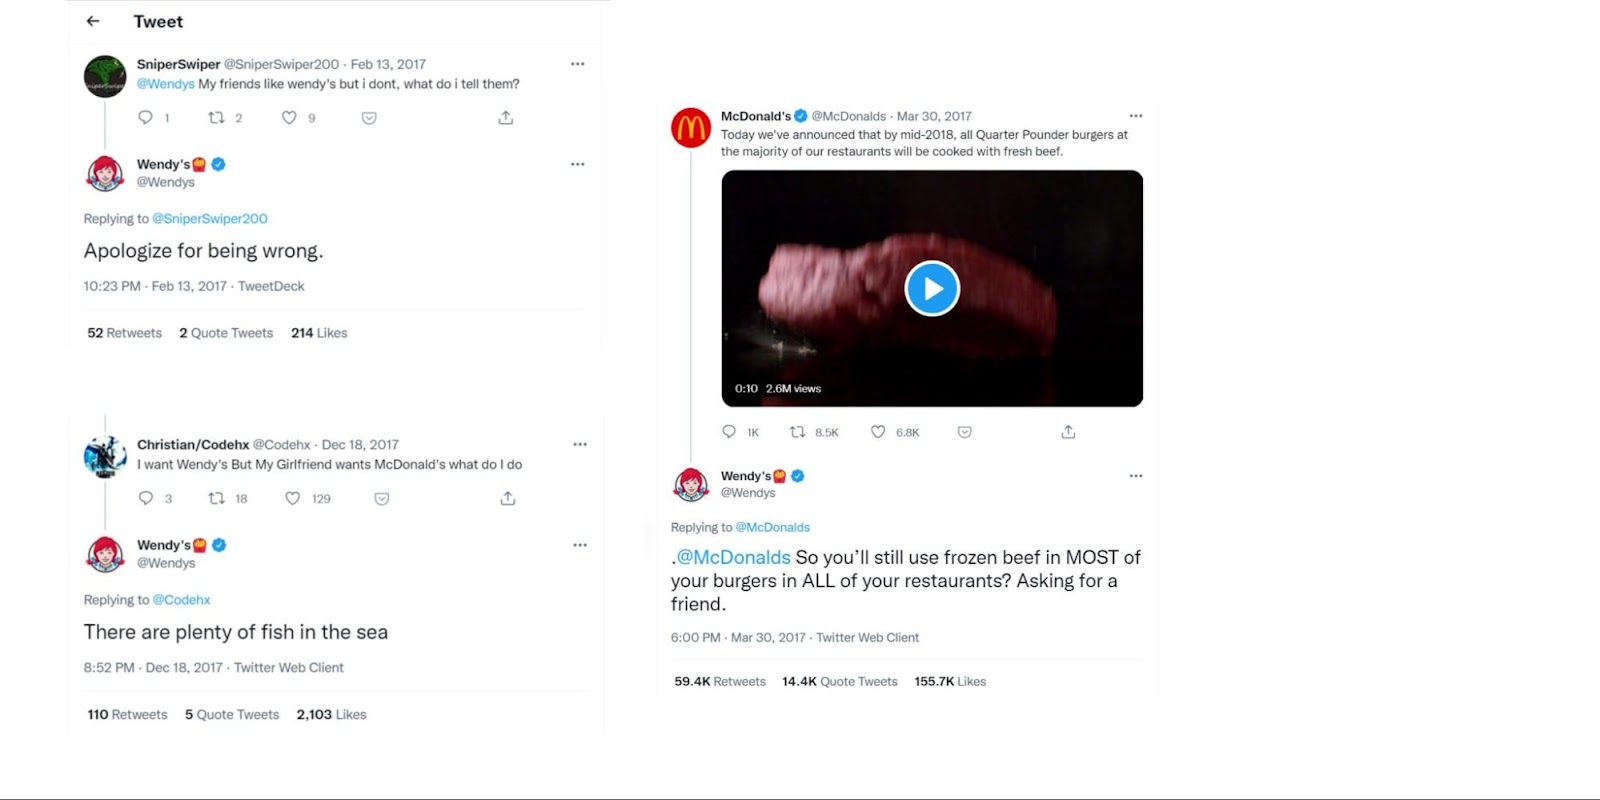 Tweet
SniperSwiper @SniperSwiper200 · Feb 13, 2017
@Wendys My friends like wendy's but i dont, what do i tell them?
1 2 9
Wendy's
@Wendys
Replying to @SniperSwiper200
Apologize for being wrong.
10:23 PM · Feb 13, 2017 · TweetDeck
52 Retweets 2 Quote Tweets 214 Likes
Christian/Codehx @Codehx · Dec 18, 2017
I want Wendy's But My Girlfriend wants McDonald's what do I do
3 18 129
Wendy's
@Wendys
Replying to @Codehx
There are plenty of fish in the sea
8:52 PM · Dec 18, 2017 · Twitter Web Client
110 Retweets 5 Quote Tweets 2,103 Likes
McDonald's @McDonalds · Mar 30, 2017
Today we've announced that by mid-2018, all Quarter Pounder burgers at
the majority of our restaurants will be cooked with fresh beef.
0:10 2.6M views
1K 8.5K 6.8K
Wendy's
@Wendys
Replying to @McDonalds
.@McDonalds So you’ll still use frozen beef in MOST of
your burgers in ALL of your restaurants? Asking for a
friend.
6:00 PM · Mar 30, 2017 · Twitter Web Client
59.4K Retweets 14.4K Quote Tweets 155.7K Likes